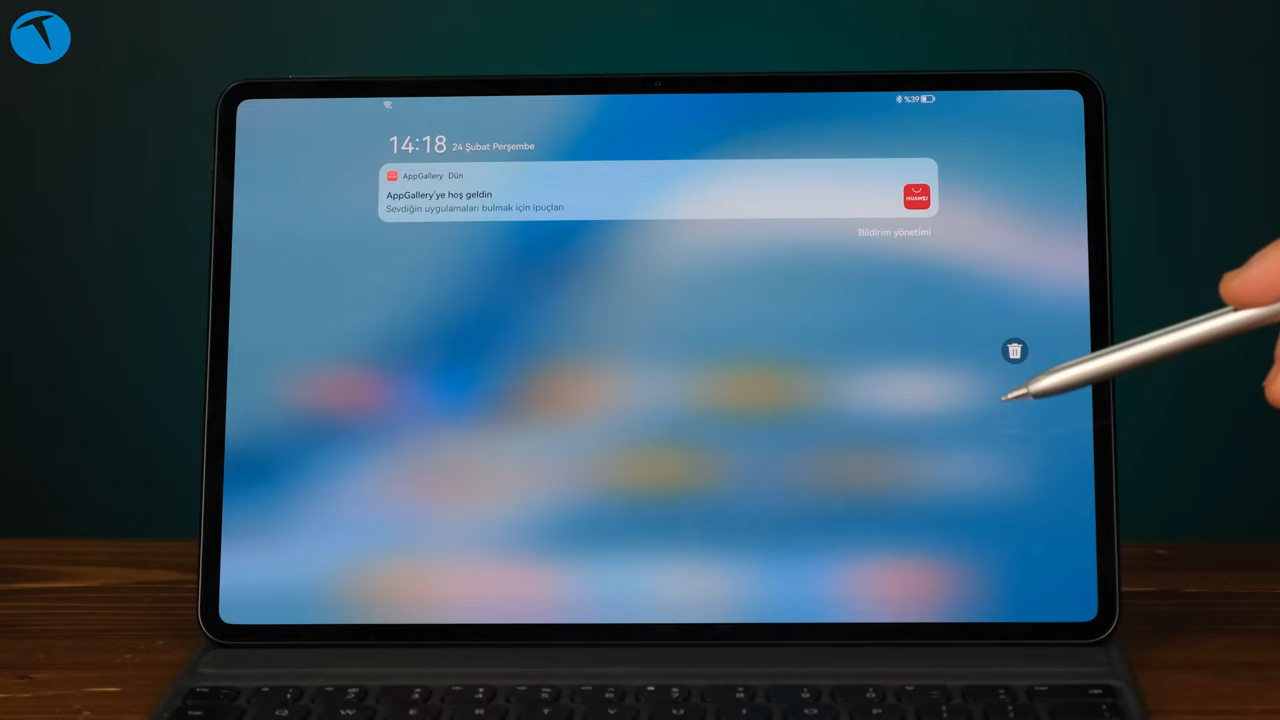 %39
14:18 24 Şubat Perşembe
AppGallery Dün
AppGallery'ye hoş geldin
Sevdiğin uygulamaları bulmak için ipuçları
HUAWEI
Bildirim yönetimi
Q W E R T Y U I O P